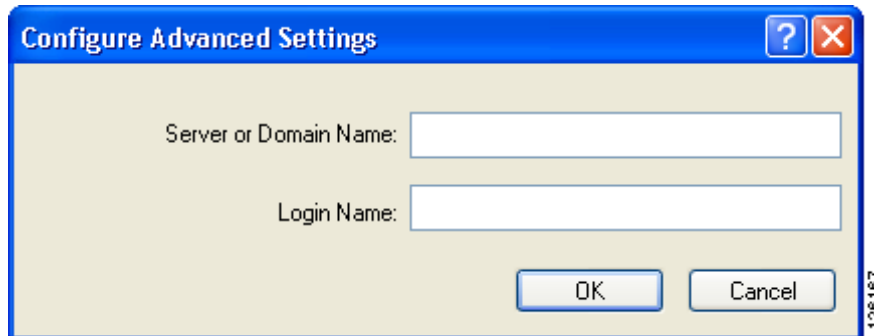 Configure Advanced Settings
?
Server or Domain Name:
Login Name:
OK
Cancel